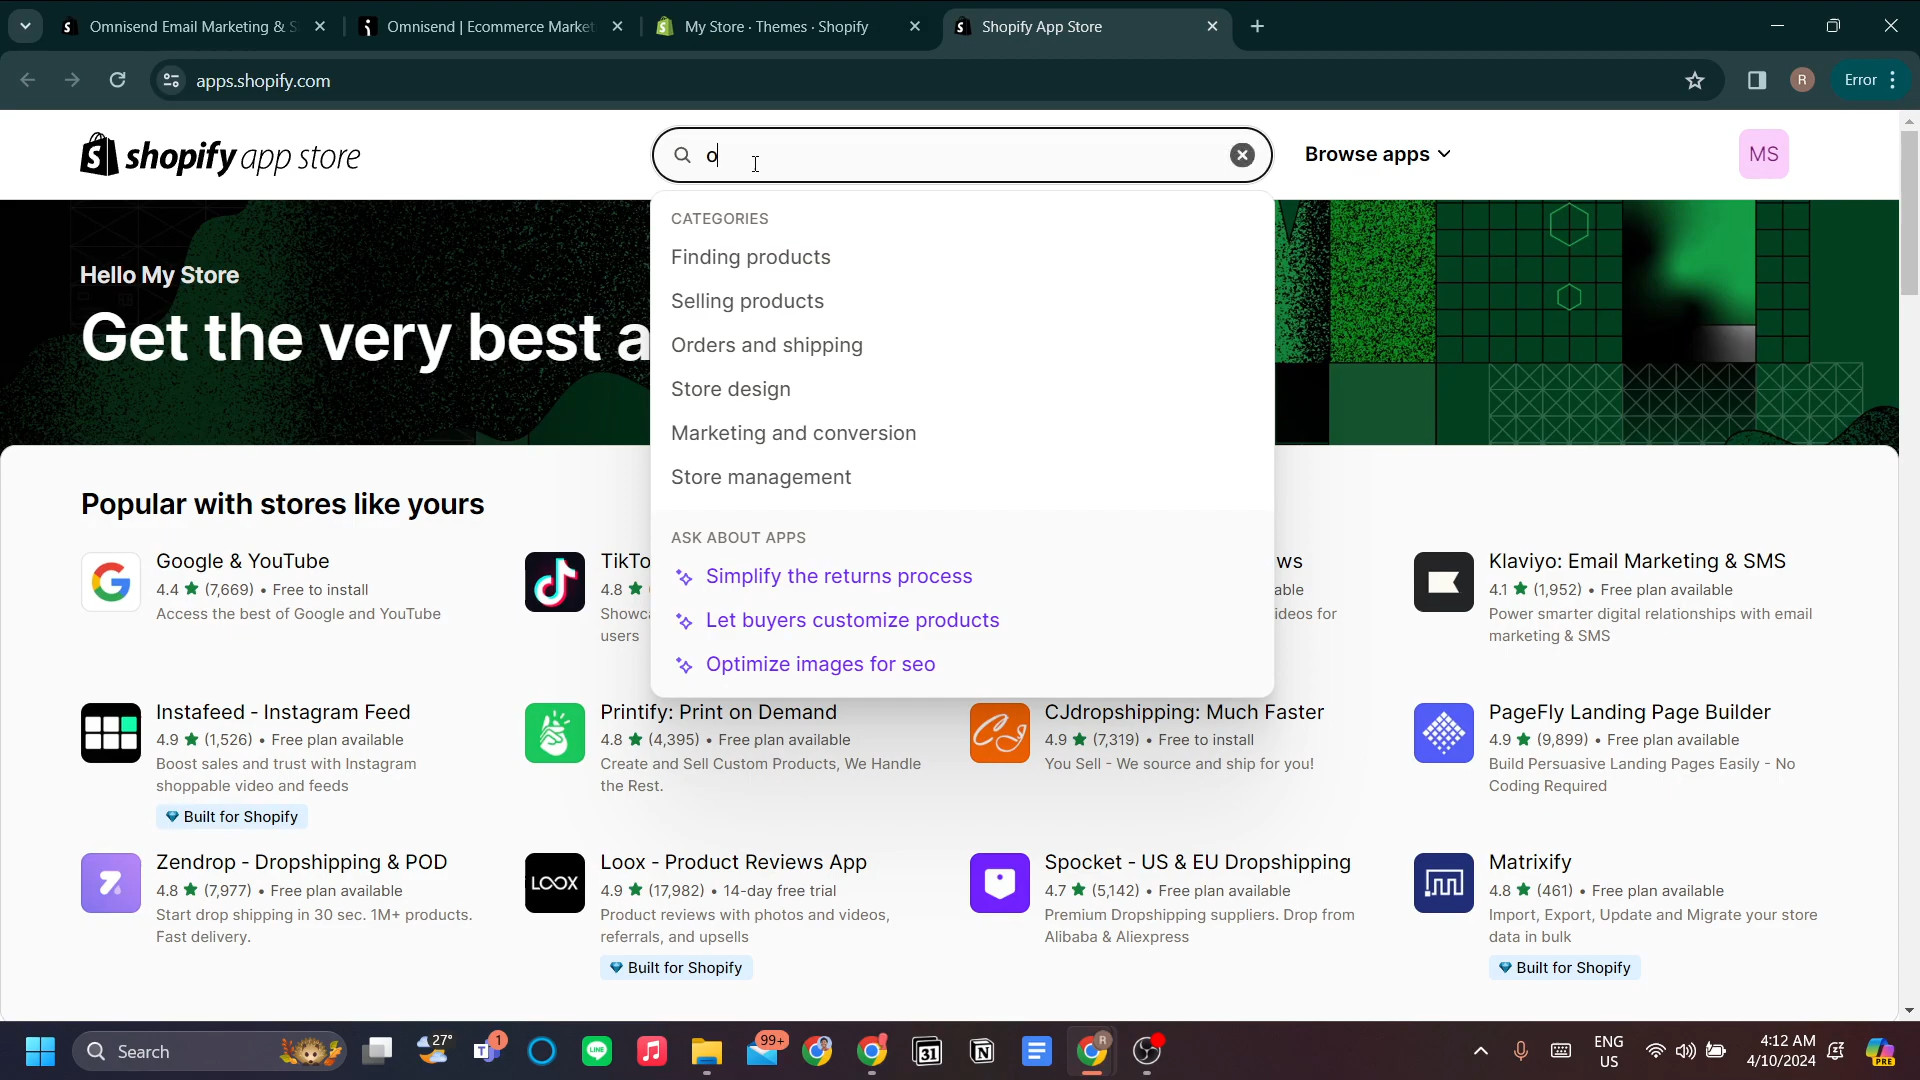 Omnisend Email Marketing & S
Omnisend | Ecommerce Market
My Store · Themes · Shopify
Shopify App Store
apps.shopify.com
R
Error
shopify app store
o
Browse apps
MS
Hello My Store
Get the very best a
CATEGORIES
Finding products
Selling products
Orders and shipping
Store design
Marketing and conversion
Store management
ASK ABOUT APPS
Simplify the returns process
Let buyers customize products
Optimize images for seo
Popular with stores like yours
Google & YouTube
4.4 ★ (7,669) • Free to install
Access the best of Google and YouTube
TikTo
4.8 ★
Showca
users
ws
able
ideos for
Klaviyo: Email Marketing & SMS
4.1 ★ (1,952) • Free plan available
Power smarter digital relationships with email
marketing & SMS
Instafeed - Instagram Feed
4.9 ★ (1,526) • Free plan available
Boost sales and trust with Instagram
shoppable video and feeds
Built for Shopify
Printify: Print on Demand
4.8 ★ (4,395) • Free plan available
Create and Sell Custom Products, We Handle
the Rest.
CJdropshipping: Much Faster
4.9 ★ (7,319) • Free to install
You Sell - We source and ship for you!
PageFly Landing Page Builder
4.9 ★ (9,899) • Free plan available
Build Persuasive Landing Pages Easily - No
Coding Required
Zendrop - Dropshipping & POD
4.8 ★ (7,977) • Free plan available
Start drop shipping in 30 sec. 1M+ products.
Fast delivery.
LOOX
Loox - Product Reviews App
4.9 ★ (17,982) • 14-day free trial
Product reviews with photos and videos,
referrals, and upsells
Built for Shopify
Spocket - US & EU Dropshipping
4.7 ★ (5,142) • Free plan available
Premium Dropshipping suppliers. Drop from
Alibaba & Aliexpress
Matrixify
4.8 ★ (461) • Free plan available
Import, Export, Update and Migrate your store
data in bulk
Built for Shopify
Search
27°
1
LINE
99+
31
R
ENG
US
4:12 AM
4/10/2024
PRE